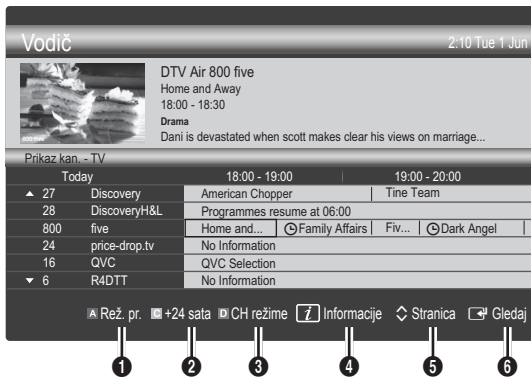 Vodič 2:10 Tue 1 Jun
DTV Air 800 five
Home and Away
18:00 - 18:30
Drama
Dani is devastated when scott makes clear his views on marriage...
800 five
Prikaz kan. - TV
Today 18:00 - 19:00 19:00 - 20:00
▲ 27 Discovery American Chopper Tine Team
28 DiscoveryH&L Programmes resume at 06:00
800 five Home and... Family Affairs Fiv... Dark Angel
24 price-drop.tv No Information
16 QVC QVC Selection
▼ 6 R4DTT No Information
A Rež. pr. C +24 sata D CH režime i Informacije Stranica Gledaj
1 2 3 4 5 6